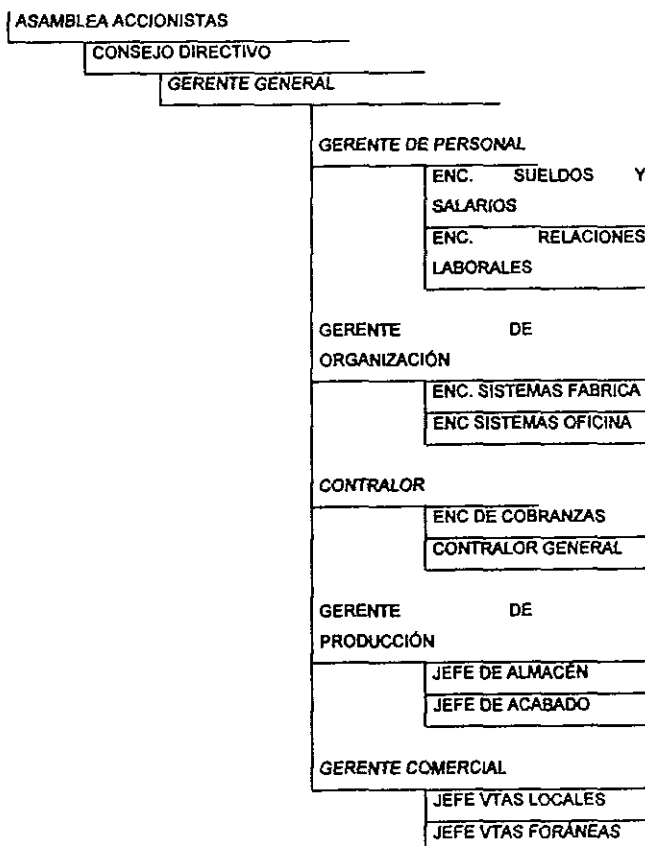 ASAMBLEA ACCIONISTAS
CONSEJO DIRECTIVO
GERENTE GENERAL
GERENTE DE PERSONAL
ENC. SUELDOS Y
SALARIOS
ENC. RELACIONES
LABORALES
GERENTE DE
ORGANIZACIÓN
ENC. SISTEMAS FABRICA
ENC SISTEMAS OFICINA
CONTRALOR
ENC DE COBRANZAS
CONTRALOR GENERAL
GERENTE DE
PRODUCCIÓN
JEFE DE ALMACÉN
JEFE DE ACABADO
GERENTE COMERCIAL
JEFE VTAS LOCALES
JEFE VTAS FORÁNEAS